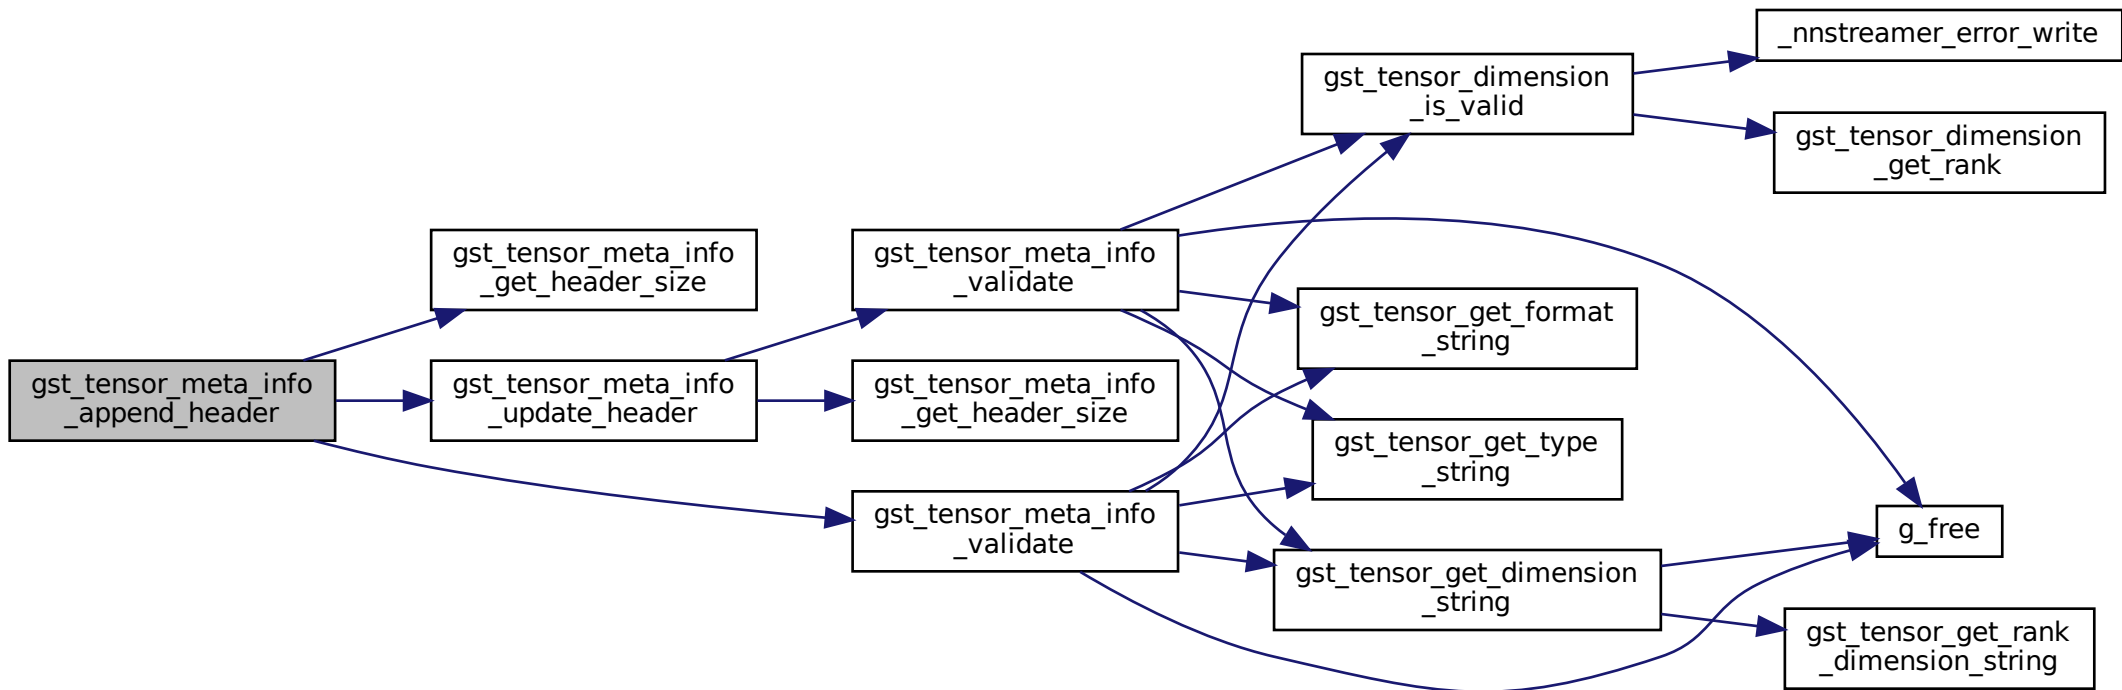 gst_tensor_meta_info
_append_header
gst_tensor_meta_info
_get_header_size
gst_tensor_meta_info
_update_header
gst_tensor_meta_info
_validate
gst_tensor_meta_info
_get_header_size
gst_tensor_meta_info
_validate
gst_tensor_dimension
_is_valid
gst_tensor_get_format
_string
gst_tensor_get_type
_string
gst_tensor_get_dimension
_string
_nnstreamer_error_write
gst_tensor_dimension
_get_rank
g_free
gst_tensor_get_rank
_dimension_string